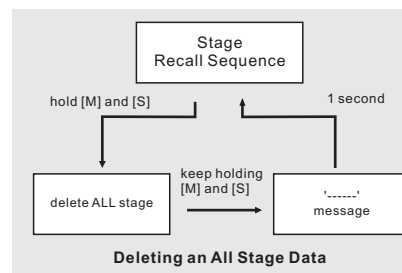 Stage
Recall Sequence
hold [M] and [S]
1 second
keep holding
[M] and [S]
delete ALL stage
'------'
message
Deleting an All Stage Data